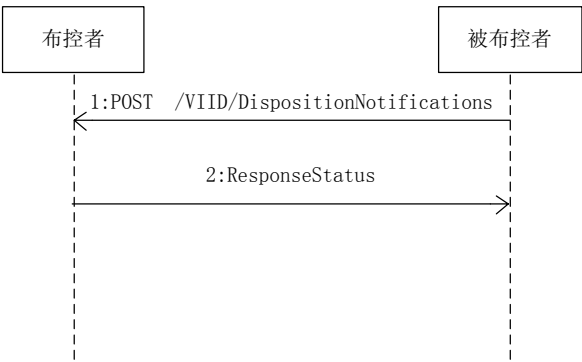 布控者
被布控者
1:POST /VIID/DispositionNotifications
2:ResponseStatus